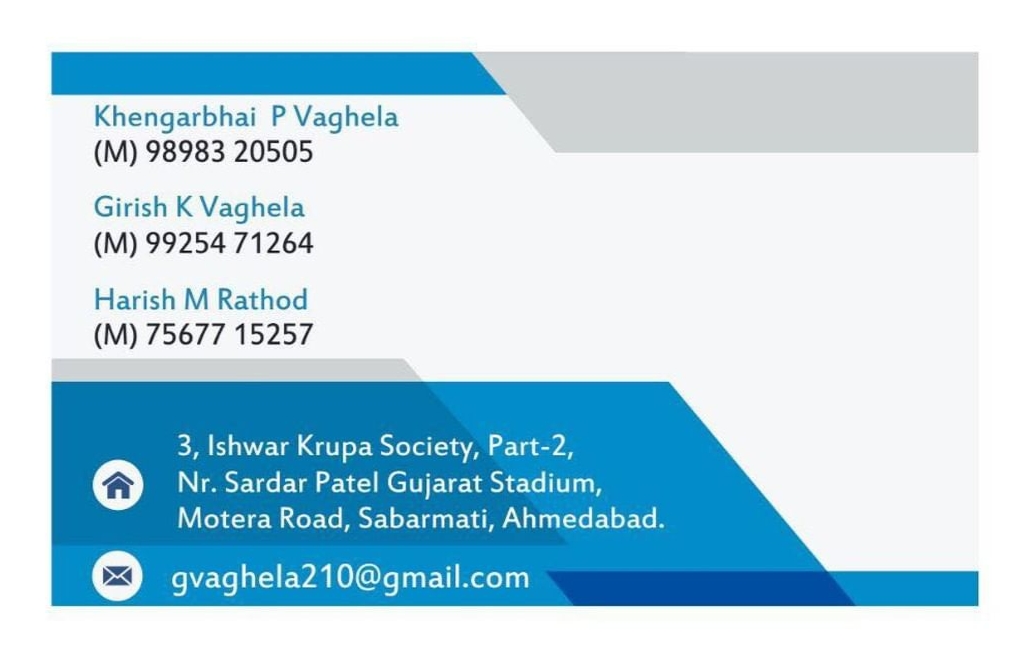 Khengarbhai P Vaghela
(M) 98983 20505
Girish K Vaghela
(M) 99254 71264
Harish M Rathod
(M) 75677 15257
3, Ishwar Krupa Society, Part-2,
Nr. Sardar Patel Gujarat Stadium,
Motera Road, Sabarmati, Ahmedabad.
gvaghela210@gmail.com